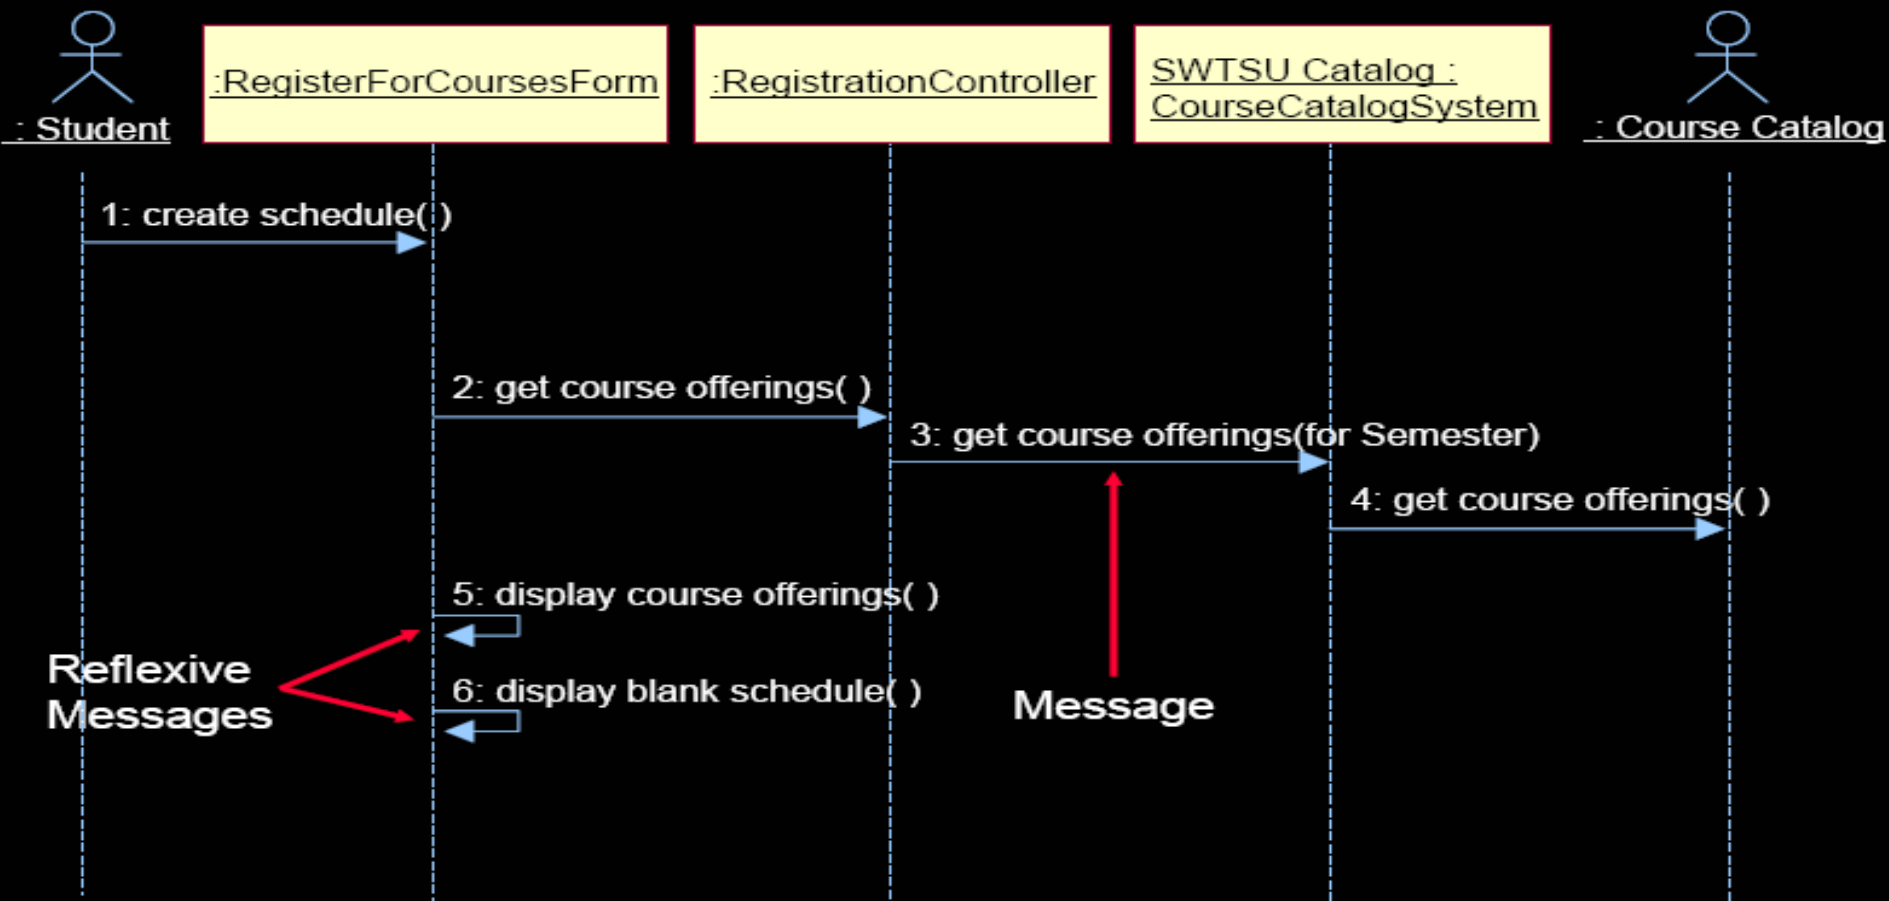 : Student
:RegisterForCoursesForm
:RegistrationController
SWTSU Catalog :
CourseCatalogSystem
: Course Catalog
1: create schedule( )
2: get course offerings( )
3: get course offerings(for Semester)
4: get course offerings( )
5: display course offerings( )
Reflexive
Messages
6: display blank schedule( )
Message